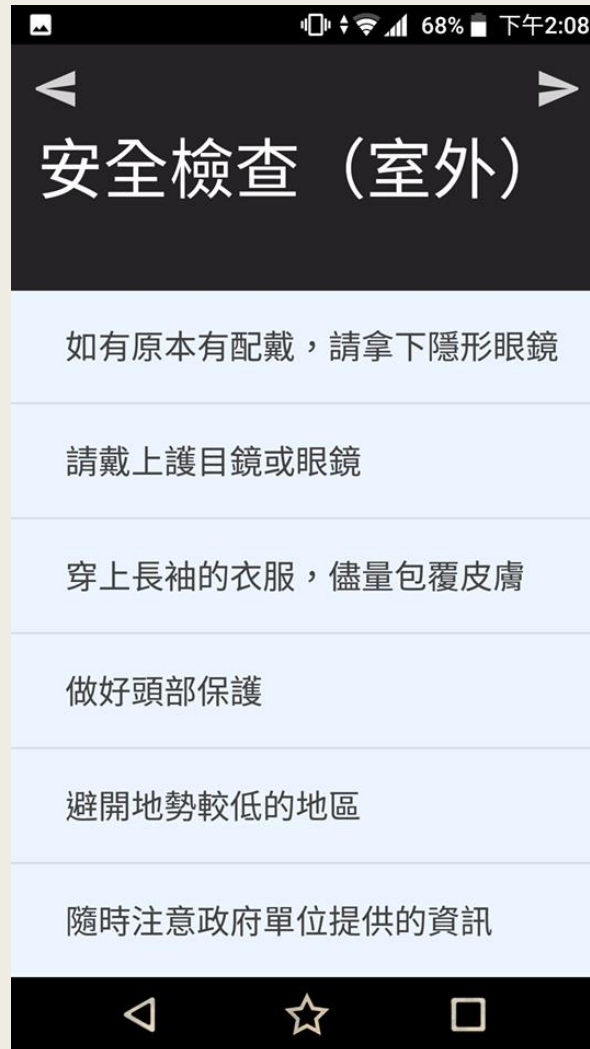 68% 下午2:08
安全檢查（室外）
如有原本有配戴，請拿下隱形眼鏡
請戴上護目鏡或眼鏡
穿上長袖的衣服，儘量包覆皮膚
做好頭部保護
避開地勢較低的地區
隨時注意政府單位提供的資訊